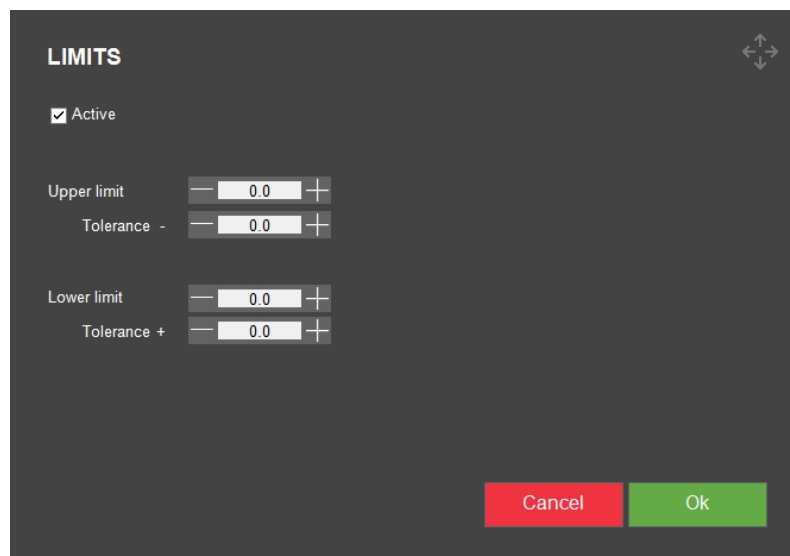 LIMITS
Active
Upper limit 0.0
Tolerance - 0.0
Lower limit 0.0
Tolerance + 0.0
Cancel Ok